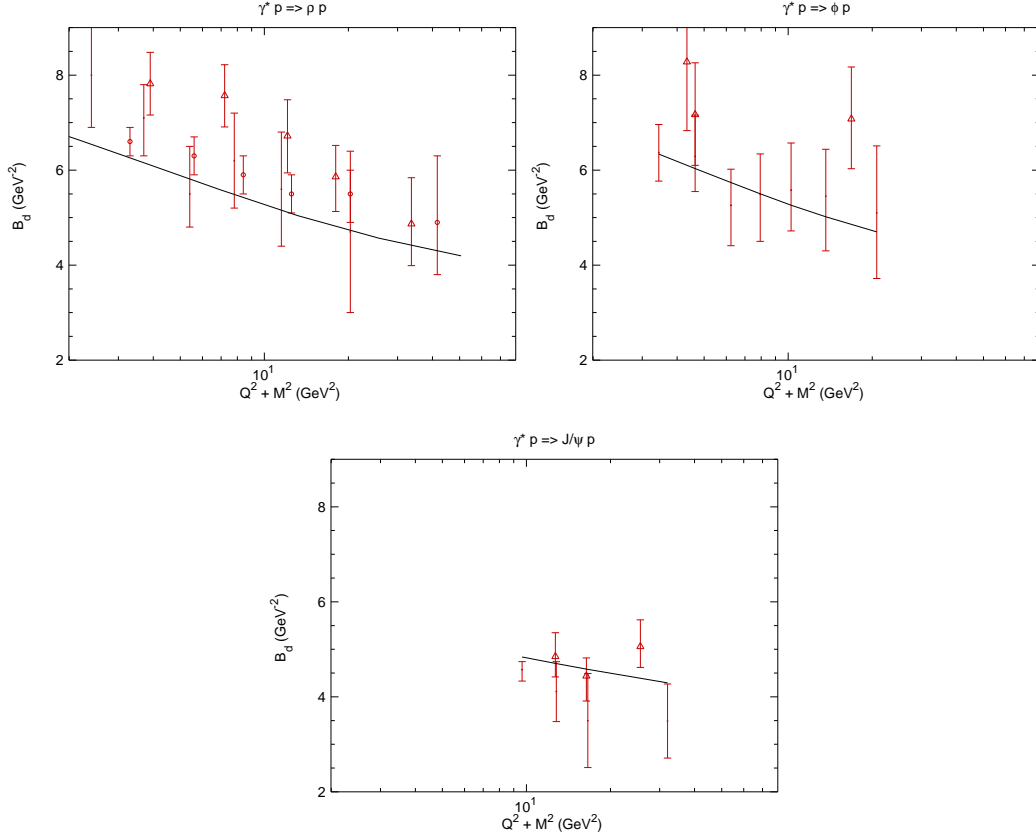 γ* p => ρ p
8
6
4
2
B_d (GeV^-2)
10^1
Q^2 + M^2 (GeV^2)
γ* p => ϕ p
8
6
4
2
B_d (GeV^-2)
10^1
Q^2 + M^2 (GeV^2)
γ* p => J/ψ p
8
6
4
2
B_d (GeV^-2)
10^1
Q^2 + M^2 (GeV^2)